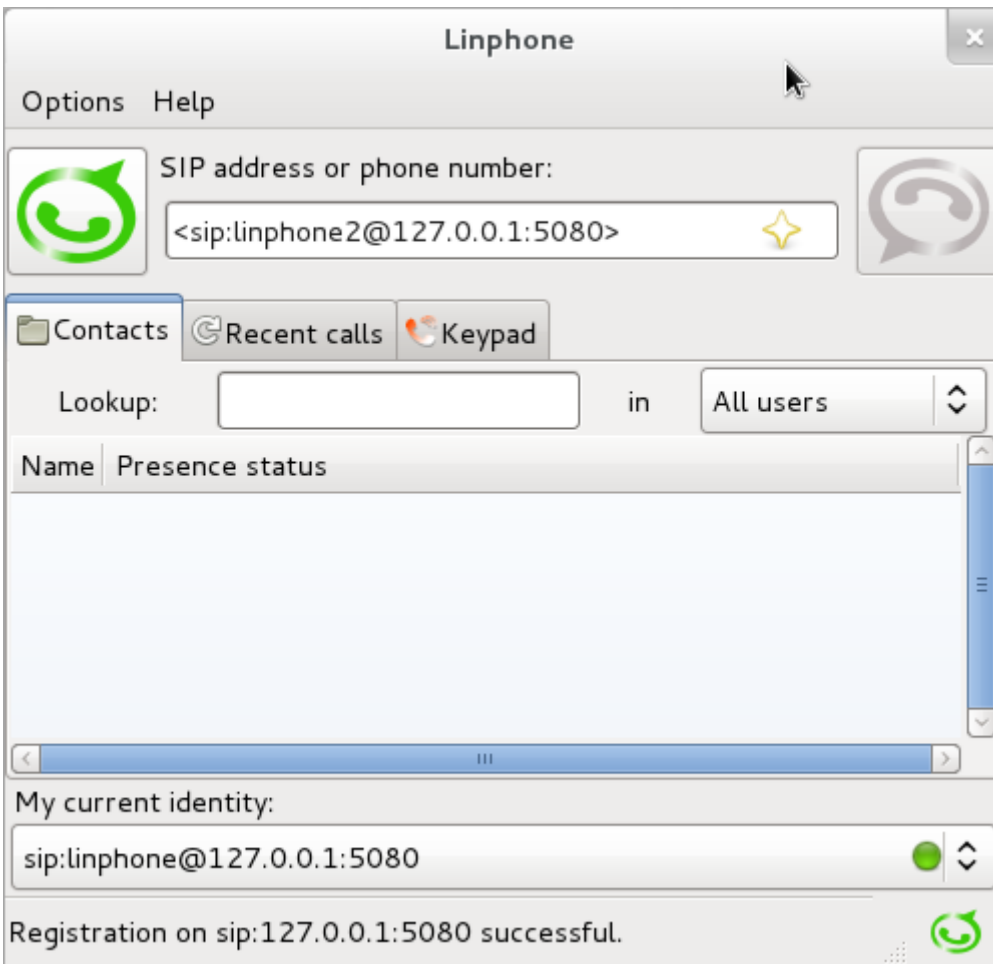 Linphone
Options Help
SIP address or phone number:
<sip:linphone2@127.0.0.1:5080>
Contacts Recent calls Keypad
Lookup: in All users
Name Presence status
My current identity:
sip:linphone@127.0.0.1:5080
Registration on sip:127.0.0.1:5080 successful.